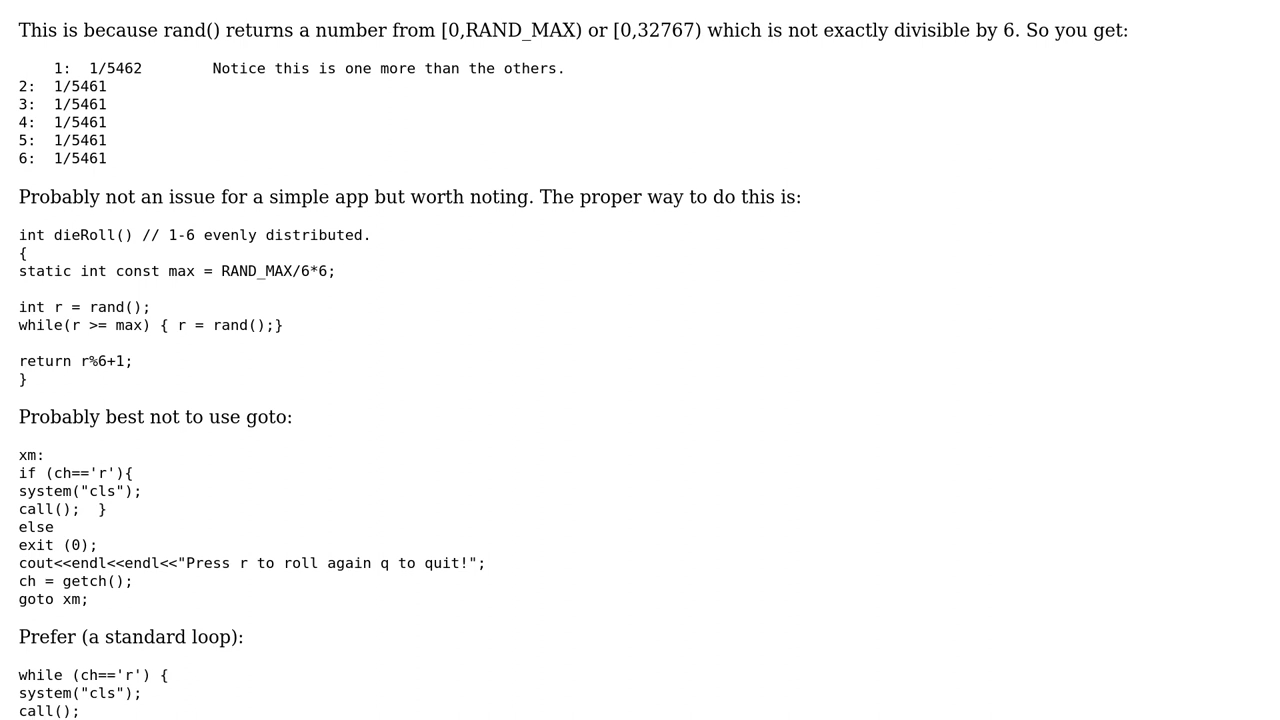 This is because rand() returns a number from [0,RAND_MAX) or [0,32767) which is not exactly divisible by 6. So you get:
1:  1/5462        Notice this is one more than the others.
2:  1/5461
3:  1/5461
4:  1/5461
5:  1/5461
6:  1/5461
Probably not an issue for a simple app but worth noting. The proper way to do this is:
int dieRoll() // 1-6 evenly distributed.
{
static int const max = RAND_MAX/6*6;
int r = rand();
while(r >= max) { r = rand();}
return r%6+1;
}
Probably best not to use goto:
xm:
if (ch=='r'){
system("cls");
call();  }
else
exit (0);
cout<<endl<<endl<<"Press r to roll again q to quit!";
ch = getch();
goto xm;
Prefer (a standard loop):
while (ch=='r') {
system("cls");
call();